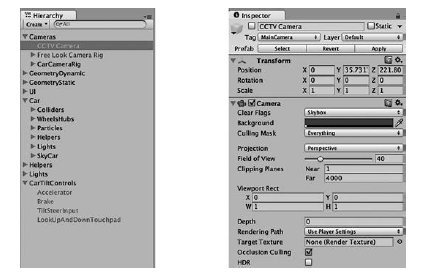 Hierarchy
Create
All
Cameras
CCTV Camera
Free Look Camera Rig
CarCameraRig
GeometryDynamic
GeometryStatic
UI
Car
Colliders
WheelsHubs
Particles
Helpers
Lights
SkyCar
Helpers
Lights
CarTiltControls
Accelerator
Brake
TiltSteerInput
LookUpAndDownTouchpad
Inspector
CCTV Camera Static
Tag MainCamera Layer Default
Prefab Select Revert Apply
Transform
Position X 0 Y 35.731 Z 221.80
Rotation X 0 Y 0 Z 0
Scale X 1 Y 1 Z 1
Camera
Clear Flags Skybox
Background
Culling Mask Everything
Projection Perspective
Field of View 40
Clipping Planes Near 1
Far 4000
Viewport Rect
X 0 Y 0
W 1 H 1
Depth 0
Rendering Path Use Player Settings
Target Texture None (Render Texture)
Occlusion Culling
HDR